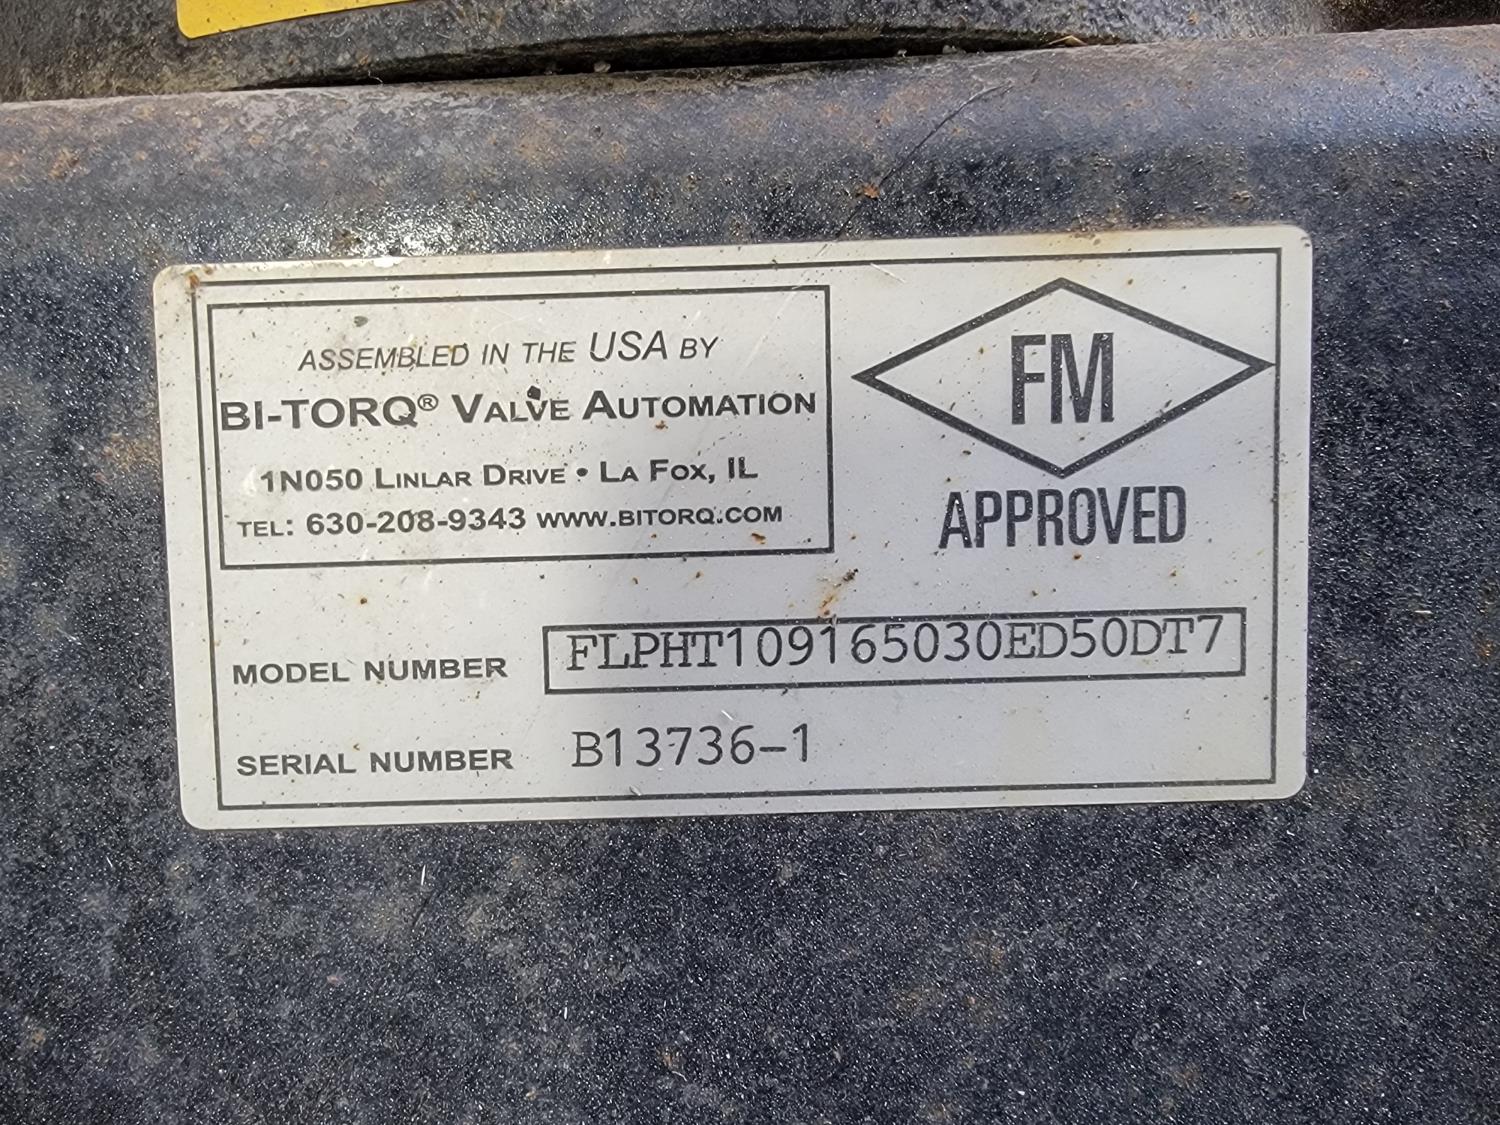 ASSEMBLED IN THE USA BY
BI-TORQ® VALVE AUTOMATION
1N050 LINLAR DRIVE • LA FOX, IL
TEL: 630-208-9343 WWW.BITORQ.COM
FM
APPROVED
MODEL NUMBER FLPHT109165030ED50DT7
SERIAL NUMBER B13736-1